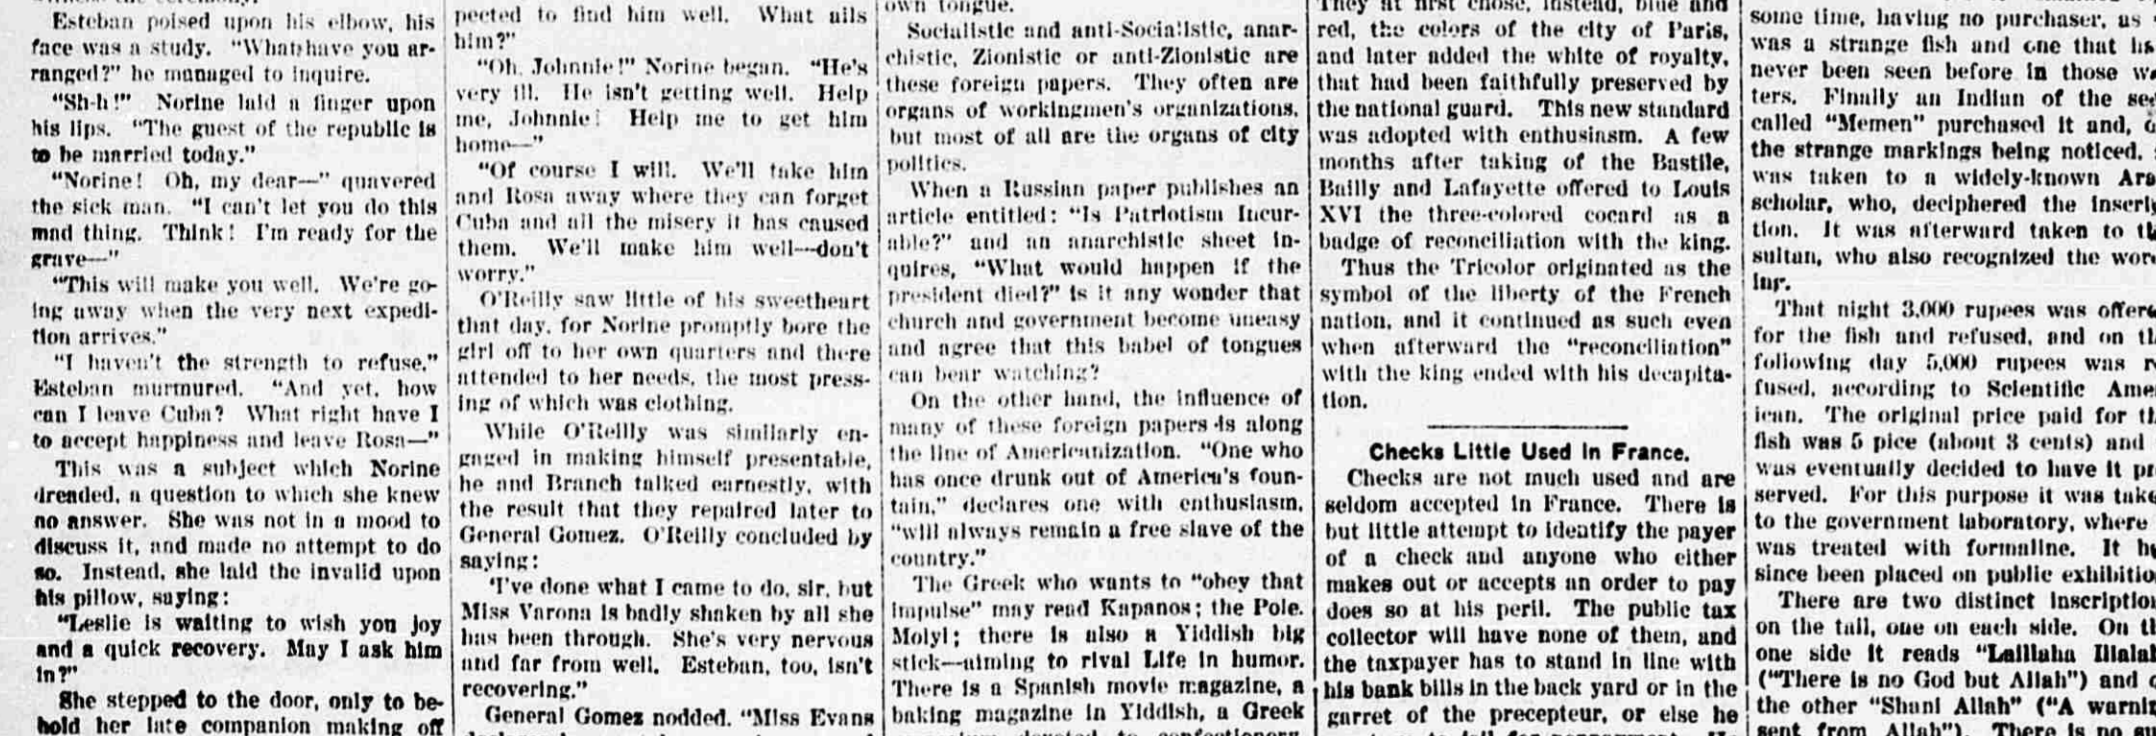 Esteban poised upon his elbow, his
face was a study. "What have you ar-
ranged?" he managed to inquire.
"Sh-h!" Norine laid a finger upon
his lips. "The guest of the republic is
to be married today."
"Norine! Oh, my dear—" quavered
the sick man. "I can't let you do this
mad thing. Think! I'm ready for the
grave—"
"This will make you well. We're go-
ing away when the very next expedi-
tion arrives."
"I haven't the strength to refuse,"
Esteban murmured. "And yet, how
can I leave Cuba? What right have I
to accept happiness and leave Rosa—"
This was a subject which Norine
dreaded, a question to which she knew
no answer. She was not in a mood to
discuss it, and made no attempt to do
so. Instead, she laid the invalid upon
his pillow, saying:
"Leslie is waiting to wish you joy
and a quick recovery. May I ask him
in?"
She stepped to the door, only to be-
hold her late companion making off
pected to find him well. What ails
him?"
"Oh, Johnnie!" Norine began. "He's
very ill. He isn't getting well. Help
me, Johnnie! Help me to get him
home—"
"Of course I will. We'll take him
and Rosa away where they can forget
Cuba and all the misery it has caused
them. We'll make him well—don't
worry."
O'Reilly saw little of his sweetheart
that day, for Norine promptly bore the
girl off to her own quarters and there
attended to her needs, the most press-
ing of which was clothing.
While O'Reilly was similarly en-
gaged in making himself presentable,
he and Branch talked earnestly, with
the result that they repaired later to
General Gomez. O'Reilly concluded by
saying:
'I've done what I came to do, sir, but
Miss Varona is badly shaken by all she
has been through. She's very nervous
and far from well. Esteban, too, isn't
recovering."
General Gomez nodded. "Miss Evans
own tongue.
Socialistic and anti-Socialistic, anar-
chistic, Zionistic or anti-Zionistic are
these foreign papers. They often are
organs of workingmen's organizations,
but most of all are the organs of city
politics.
When a Russian paper publishes an
article entitled: "Is Patriotism Incur-
able?" and an anarchistic sheet in-
quires, "What would happen if the
president died?" is it any wonder that
church and government become uneasy
and agree that this babel of tongues
can bear watching?
On the other hand, the influence of
many of these foreign papers is along
the line of Americanization. "One who
has once drunk out of America's foun-
tain," declares one with enthusiasm,
"will always remain a free slave of the
country."
The Greek who wants to "obey that
impulse" may read Kapanos; the Pole,
Molyl; there is also a Yiddish big
stick—aiming to rival Life in humor.
There is a Spanish movie magazine, a
baking magazine in Yiddish, a Greek
They at first chose, instead, blue and
red, the colors of the city of Paris,
and later added the white of royalty,
that had been faithfully preserved by
the national guard. This new standard
was adopted with enthusiasm. A few
months after taking of the Bastile,
Bailly and Lafayette offered to Louis
XVI the three-colored cocard as a
badge of reconciliation with the king.
Thus the Tricolor originated as the
symbol of the liberty of the French
nation, and it continued as such even
when afterward the "reconciliation"
with the king ended with his decapita-
tion.
Checks Little Used in France.
Checks are not much used and are
seldom accepted in France. There is
but little attempt to identify the payer
of a check and anyone who either
makes out or accepts an order to pay
does so at his peril. The public tax
collector will have none of them, and
the taxpayer has to stand in line with
his bank bills in the back yard or in the
garret of the precepteur, or else he
some time, having no purchaser, as
was a strange fish and one that ha
never been seen before in those wa
ters. Finally an Indian of the sec
called "Memen" purchased it and,
the strange markings being noticed,
was taken to a widely-known Ara
scholar, who, deciphered the inscrip
tion. It was afterward taken to th
sultan, who also recognized the word
ing.
That night 3,000 rupees was offere
for the fish and refused, and on th
following day 5,000 rupees was re
fused, according to Scientific Amer
ican. The original price paid for th
fish was 5 pice (about 3 cents) and
was eventually decided to have it pre
served. For this purpose it was take
to the government laboratory, where
was treated with formaline. It ha
since been placed on public exhibitio
There are two distinct inscription
on the tail, one on each side. On th
one side it reads "Laillaha Illalah
("There is no God but Allah") and o
the other "Shani Allah" ("A warnin
sent from Allah"). There is no